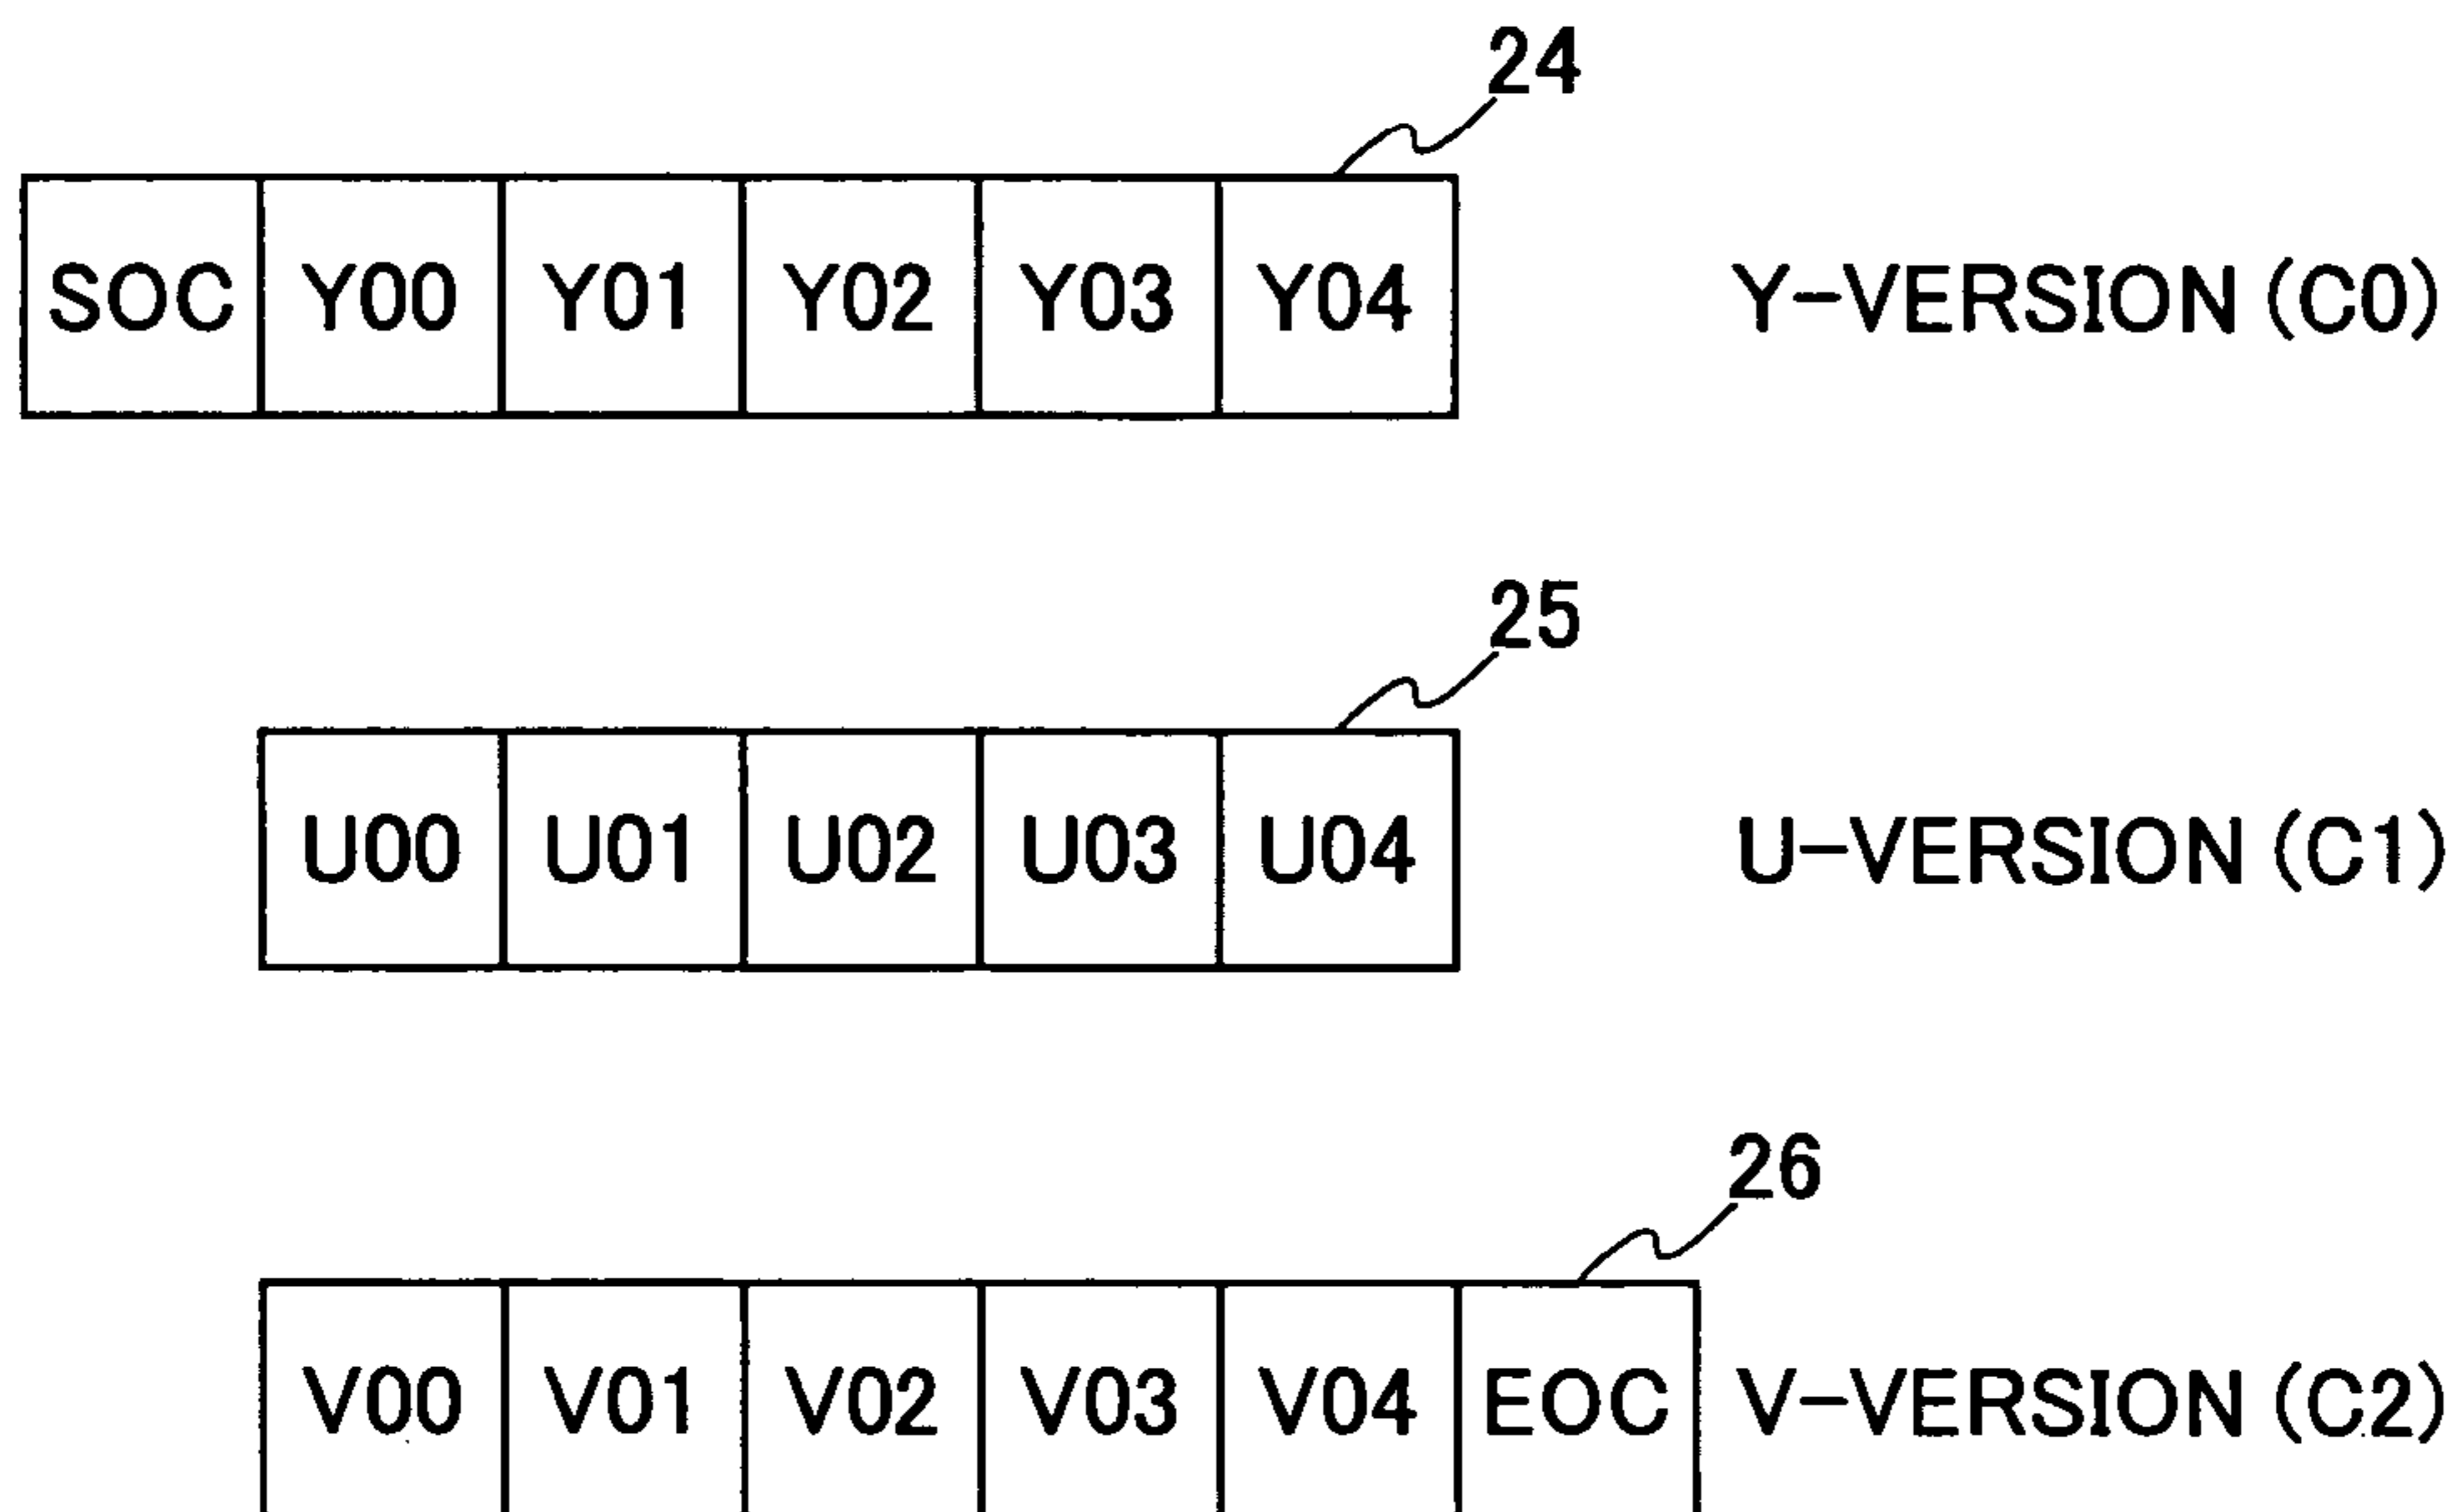 24
SOC Y00 Y01 Y02 Y03 Y04 Y-VERSION (C0)
25
U00 U01 U02 U03 U04 U-VERSION (C1)
26
V00 V01 V02 V03 V04 EOC V-VERSION (C2)